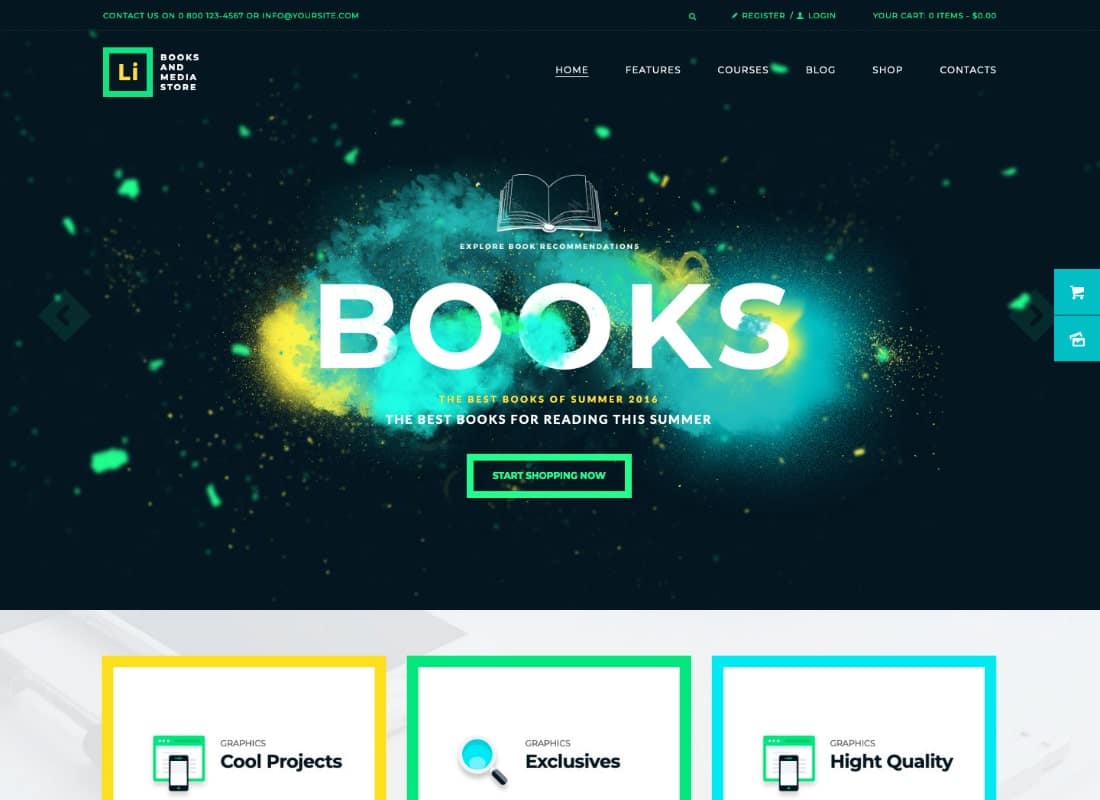 CONTACT US ON 0 800 123-4567 OR INFO@YOURSITE.COM
REGISTER / LOGIN
YOUR CART: 0 ITEMS - $0.00
Li
BOOKS
AND
MEDIA
STORE
HOME
FEATURES
COURSES
BLOG
SHOP
CONTACTS
EXPLORE BOOK RECOMMENDATIONS
BOOKS
THE BEST BOOKS OF SUMMER 2016
THE BEST BOOKS FOR READING THIS SUMMER
START SHOPPING NOW
GRAPHICS
Cool Projects
GRAPHICS
Exclusives
GRAPHICS
Hight Quality